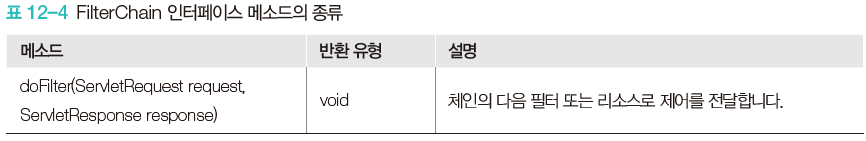 표 12-4 FilterChain 인터페이스 메소드의 종류
메소드 반환 유형 설명
doFilter(ServletRequest request,
ServletResponse response)
void
체인의 다음 필터 또는 리소스로 제어를 전달합니다.